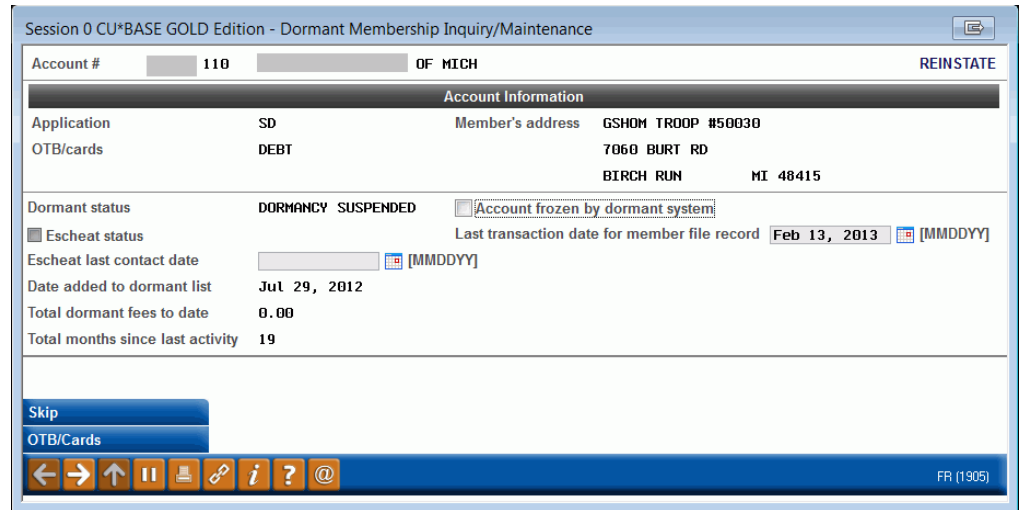 Session 0 CU*BASE GOLD Edition - Dormant Membership Inquiry/Maintenance
Account # 110 OF MICH REINSTATE
Account Information
Application SD Member's address GSHOM TROOP #50030
OTB/cards DEBT 7060 BURT RD
BIRCH RUN MI 48415
Dormant status DORMANCY SUSPENDED Account frozen by dormant system
Escheat status Last transaction date for member file record Feb 13, 2013 [MMDDYY]
Escheat last contact date [MMDDYY]
Date added to dormant list Jul 29, 2012
Total dormant fees to date 0.00
Total months since last activity 19
Skip
OTB/Cards
i ? @ FR (1905)